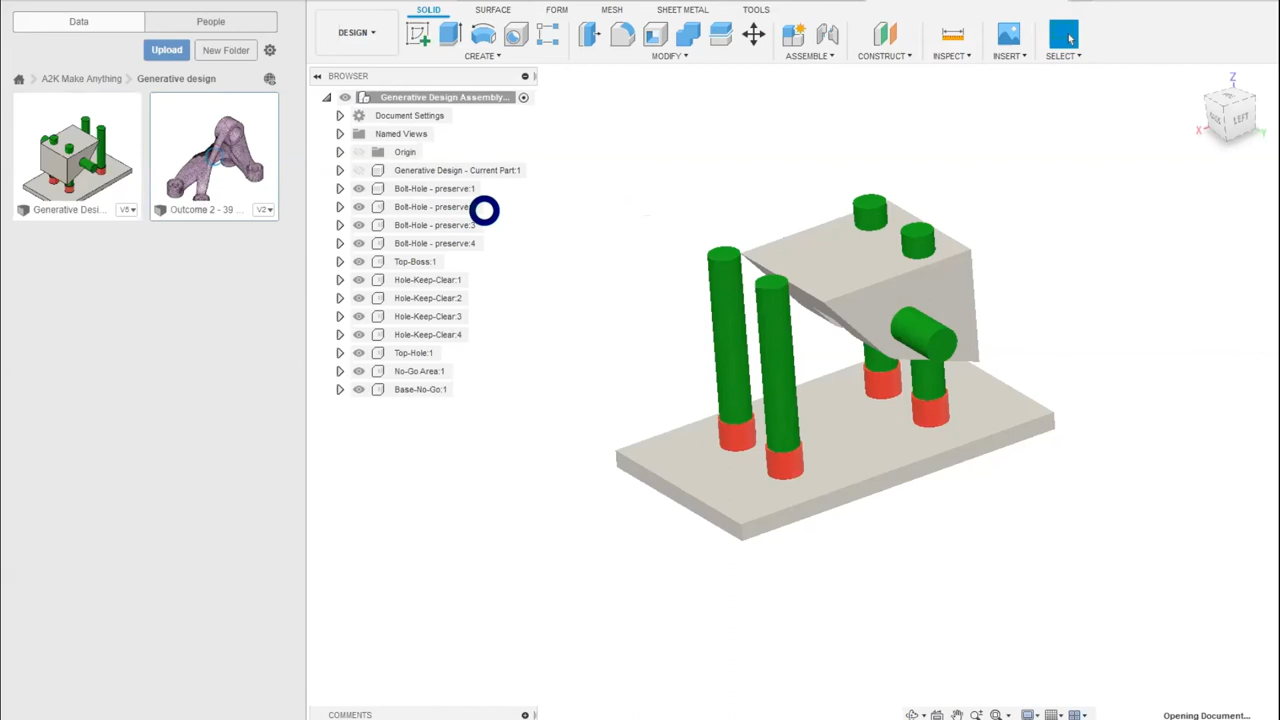 Data People
Upload New Folder
A2K Make Anything Generative design
Generative Desi... V5
Outcome 2 - 39 ... V2
SOLID SURFACE FORM MESH SHEET METAL TOOLS
DESIGN
CREATE MODIFY ASSEMBLE CONSTRUCT INSPECT INSERT SELECT
BROWSER
Generative Design Assembly...
Document Settings
Named Views
Origin
Generative Design - Current Part:1
Bolt-Hole - preserve:1
Bolt-Hole - preserve
Bolt-Hole - preserve:3
Bolt-Hole - preserve:4
Top-Boss:1
Hole-Keep-Clear:1
Hole-Keep-Clear:2
Hole-Keep-Clear:3
Hole-Keep-Clear:4
Top-Hole:1
No-Go Area:1
Base-No-Go:1
Z
LEFT
X Y
COMMENTS
Opening Document...